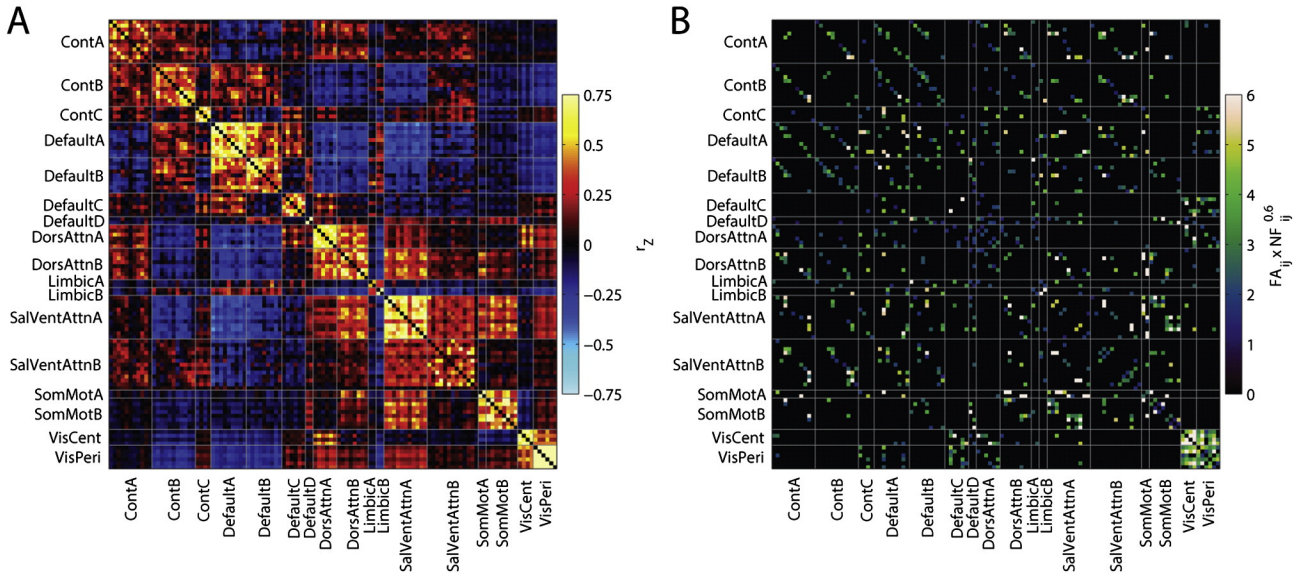 A
ContA
ContB
ContC
DefaultA
DefaultB
DefaultC
DefaultD
DorsAttnA
DorsAttnB
LimbicA
LimbicB
SalVentAttnA
SalVentAttnB
SomMotA
SomMotB
VisCent
VisPeri
ContA
ContB
ContC
DefaultA
DefaultB
DefaultC
DefaultD
DorsAttnA
DorsAttnB
LimbicA
LimbicB
SalVentAttnA
SalVentAttnB
SomMotA
SomMotB
VisCent
VisPeri
0.75
0.5
0.25
0
−0.25
−0.5
−0.75
rZ
B
ContA
ContB
ContC
DefaultA
DefaultB
DefaultC
DefaultD
DorsAttnA
DorsAttnB
LimbicA
LimbicB
SalVentAttnA
SalVentAttnB
SomMotA
SomMotB
VisCent
VisPeri
ContA
ContB
ContC
DefaultA
DefaultB
DefaultC
DefaultD
DorsAttnA
DorsAttnB
LimbicA
LimbicB
SalVentAttnA
SalVentAttnB
SomMotA
SomMotB
VisCent
VisPeri
6
5
4
3
2
1
0
FAij x NFij^0.6